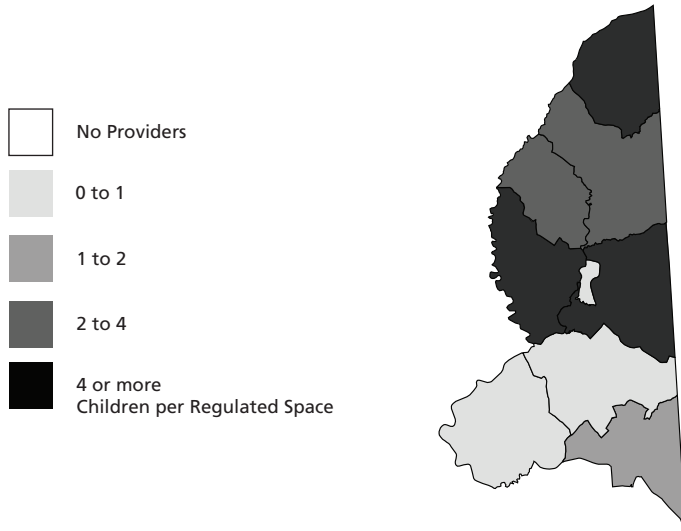 No Providers
0 to 1
1 to 2
2 to 4
4 or more
Children per Regulated Space